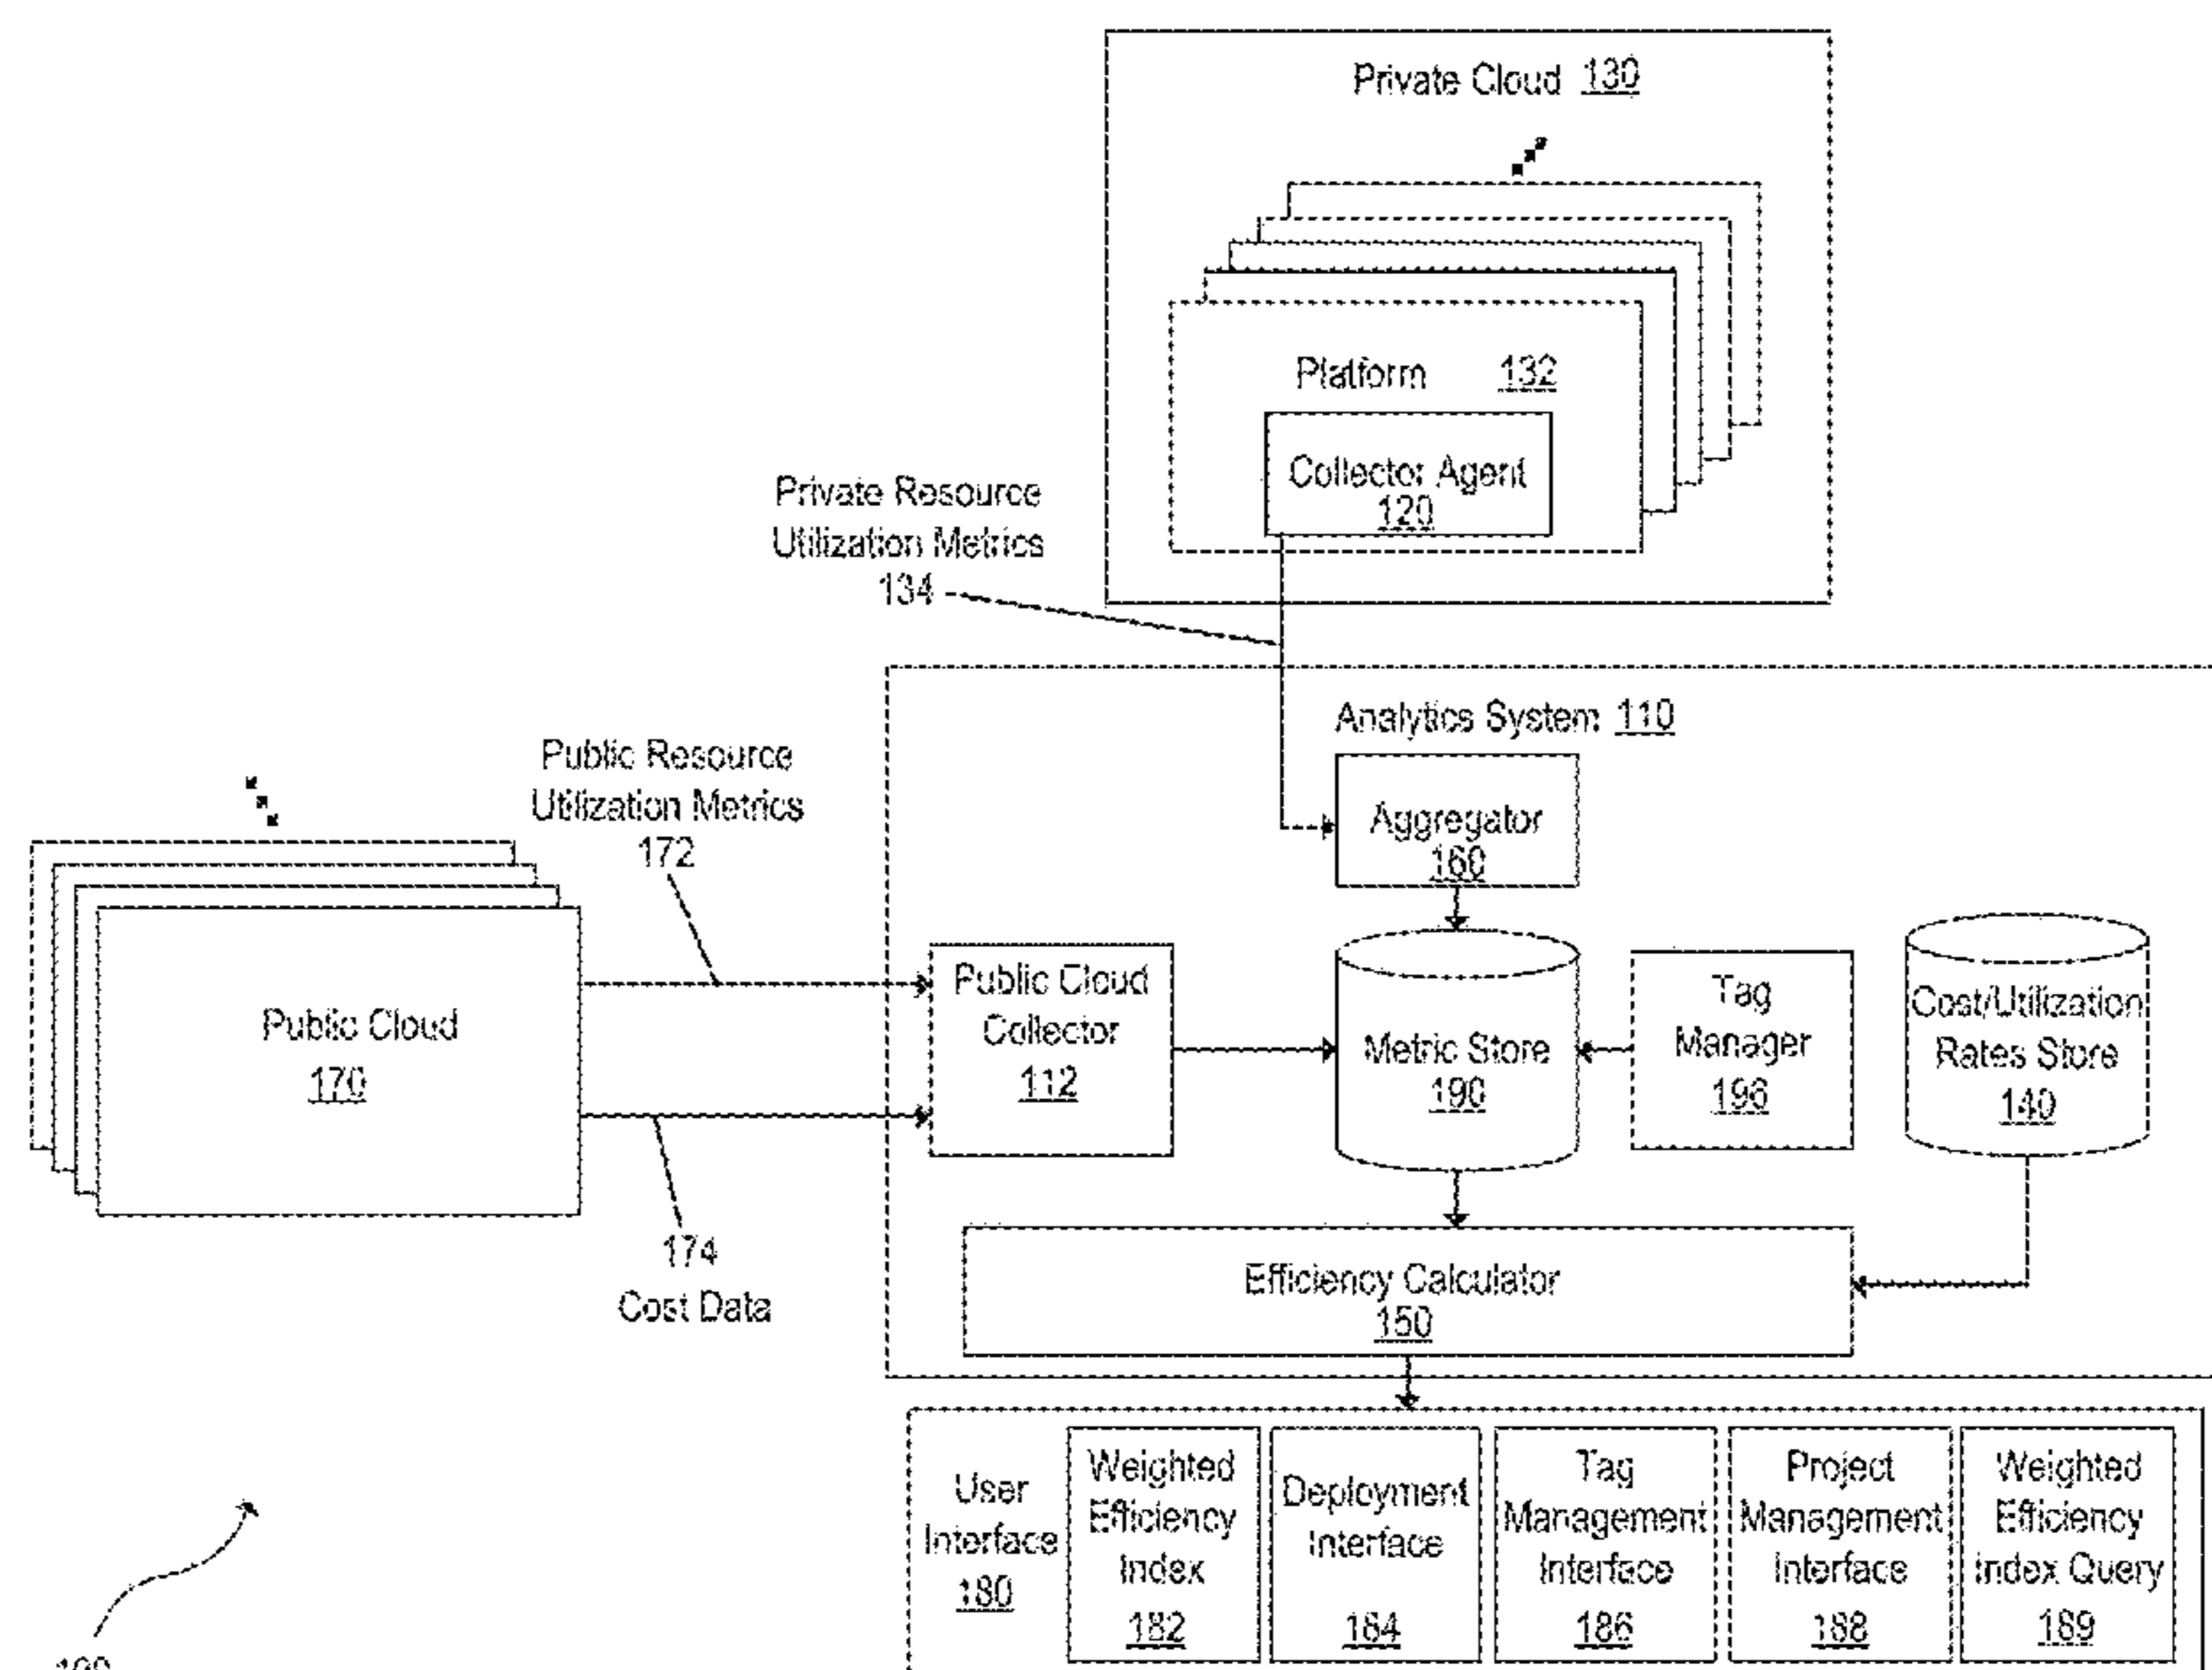 Private Cloud 130
Platform 132
Collector Agent
120
Private Resource
Utilization Metrics
134
Analytics System 110
Aggregator
160
Public Resource
Utilization Metrics
172
Public Cloud
170
174
Cost Data
Public Cloud
Collector
112
Metric Store
190
Tag
Manager
196
Cost/Utilization
Rates Store
140
Efficiency Calculator
150
User
Interface
180
Weighted
Efficiency
Index
182
Deployment
Interface
184
Tag
Management
Interface
186
Project
Management
Interface
188
Weighted
Efficiency
Index Query
189